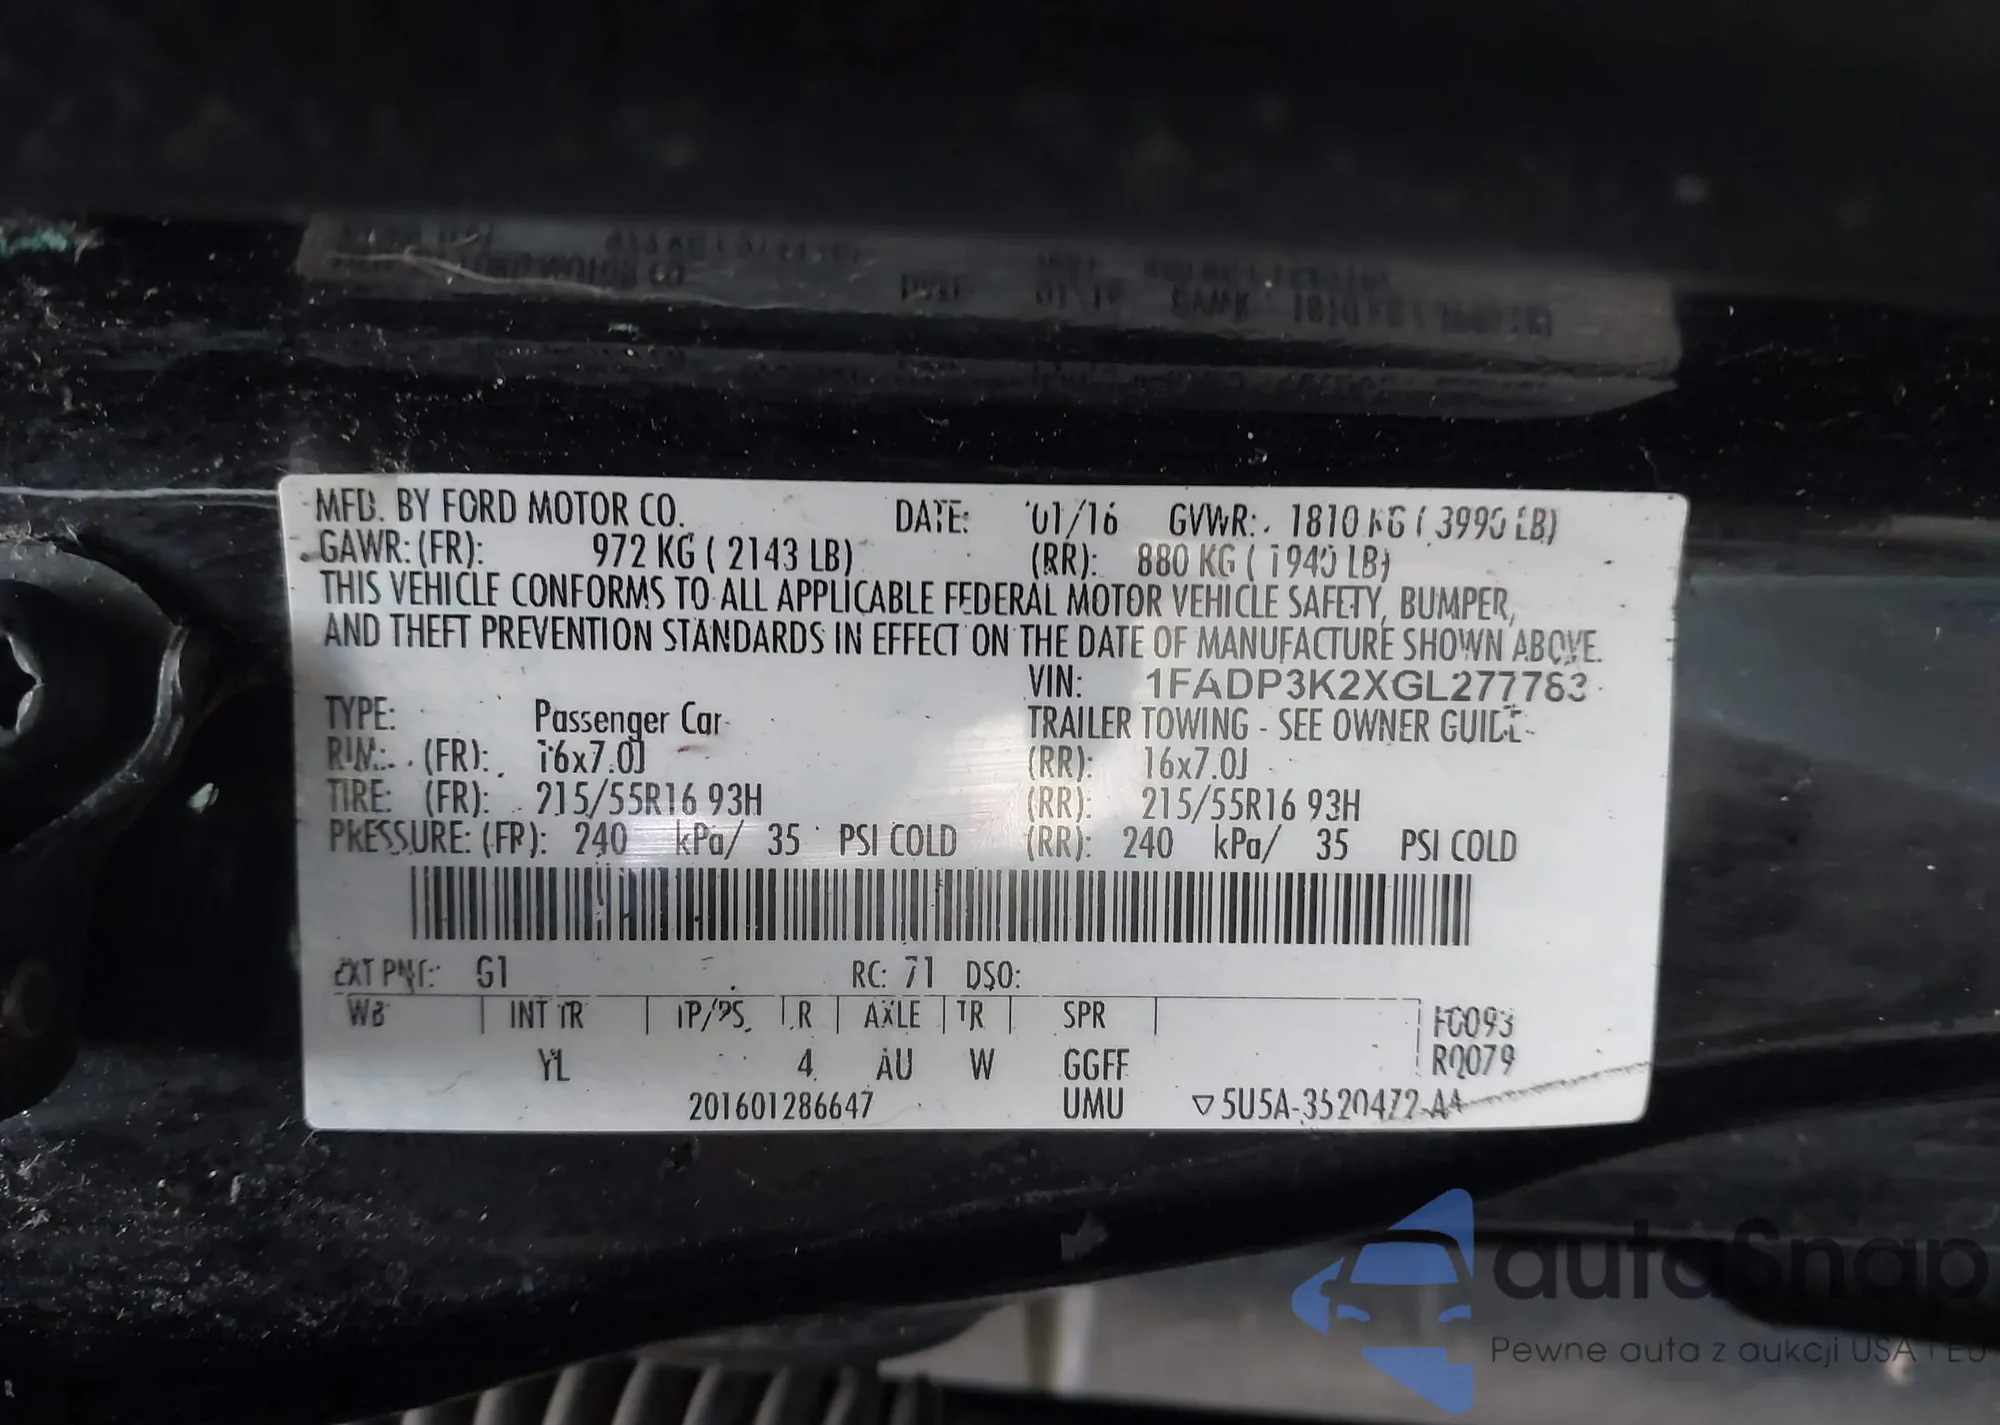 MFD. BY FORD MOTOR CO. DATE: 01/16 GVWR: 1810 KG ( 3990 LB)
GAWR: (FR): 972 KG ( 2143 LB) (RR): 880 KG ( 1940 LB)
THIS VEHICLE CONFORMS TO ALL APPLICABLE FEDERAL MOTOR VEHICLE SAFETY, BUMPER,
AND THEFT PREVENTION STANDARDS IN EFFECT ON THE DATE OF MANUFACTURE SHOWN ABOVE.
VIN: 1FADP3K2XGL277763
TYPE: Passenger Car TRAILER TOWING - SEE OWNER GUIDE
RIM: (FR): 16x7.0J (RR): 16x7.0J
TIRE: (FR): 215/55R16 93H (RR): 215/55R16 93H
PRESSURE: (FR): 240 kPa/ 35 PSI COLD (RR): 240 kPa/ 35 PSI COLD
EXT PNT: G1 RC: 71 DSO:
WB INT TR TP/PS R AXLE TR SPR F0093
YL 4 AU W GGFF R0079
201601286647 UMU ▽5U5A-3520472-AA
autaSnap
Pewne auta z aukcji USA i EU